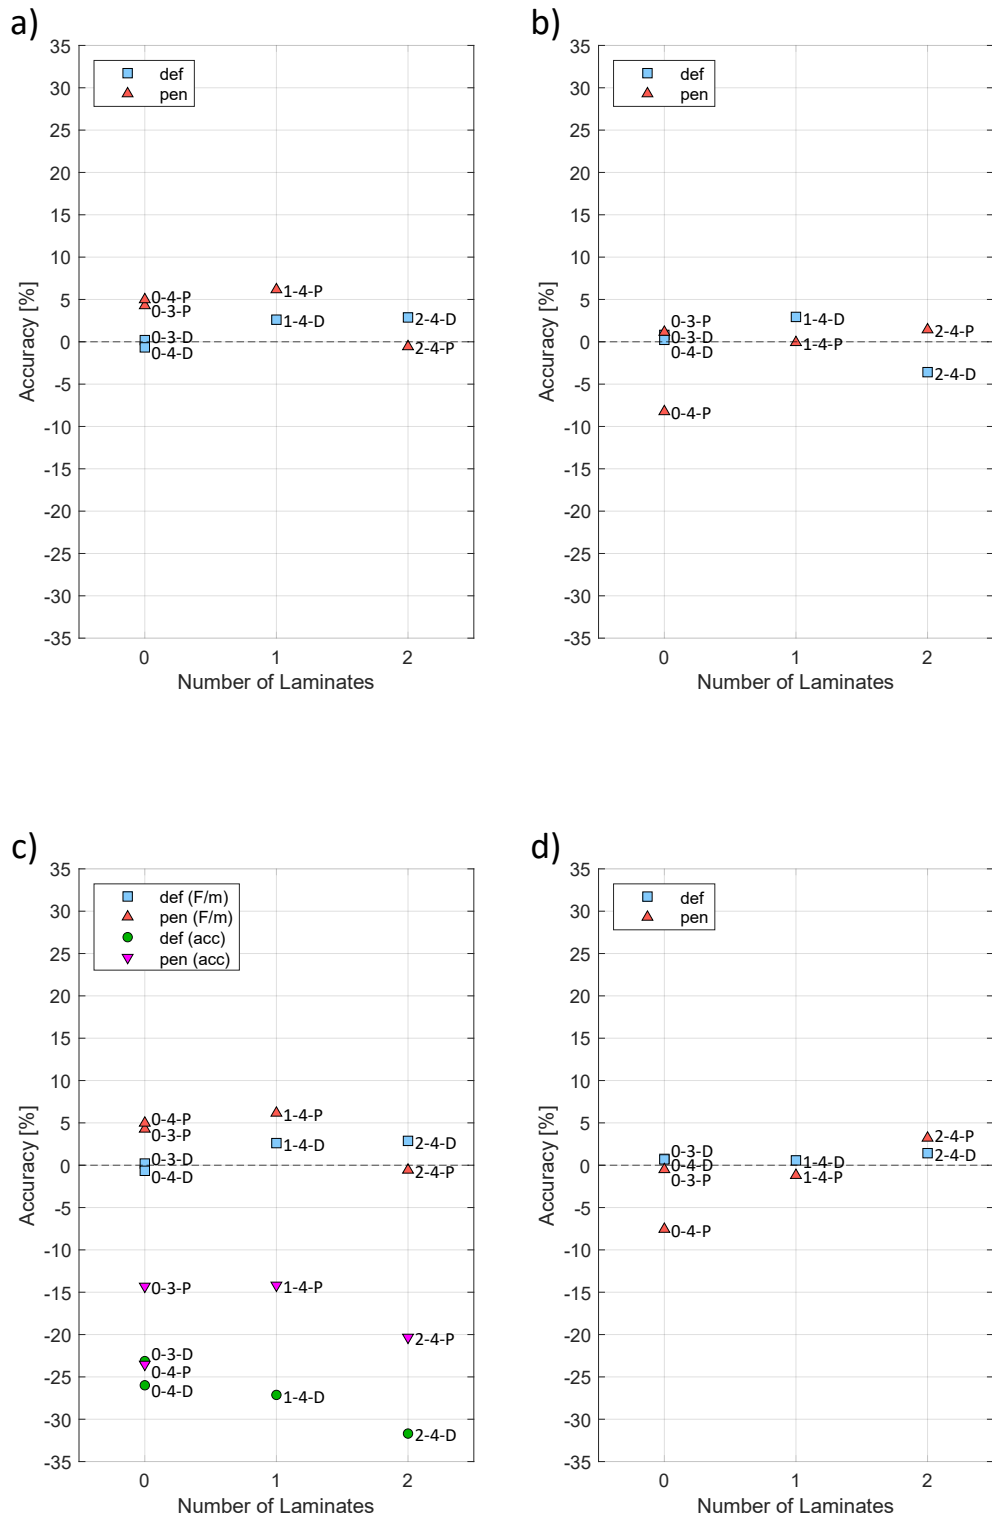 a)
35
30
25
20
15
10
5
0
-5
-10
-15
-20
-25
-30
-35
Accuracy [%]
def
pen
0-4-P
0-3-P
0-3-D
0-4-D
1-4-P
1-4-D
2-4-D
2-4-P
0 1 2
Number of Laminates
b)
35
30
25
20
15
10
5
0
-5
-10
-15
-20
-25
-30
-35
Accuracy [%]
def
pen
0-3-P
0-3-D
0-4-D
0-4-P
1-4-D
1-4-P
2-4-P
2-4-D
0 1 2
Number of Laminates
c)
35
30
25
20
15
10
5
0
-5
-10
-15
-20
-25
-30
-35
Accuracy [%]
def (F/m)
pen (F/m)
def (acc)
pen (acc)
0-4-P
0-3-P
0-3-D
0-4-D
1-4-P
1-4-D
2-4-D
2-4-P
0-3-P
0-3-D
0-4-P
0-4-D
1-4-P
1-4-D
2-4-P
2-4-D
0 1 2
Number of Laminates
d)
35
30
25
20
15
10
5
0
-5
-10
-15
-20
-25
-30
-35
Accuracy [%]
def
pen
0-3-D
0-4-D
0-3-P
0-4-P
1-4-D
1-4-P
2-4-P
2-4-D
0 1 2
Number of Laminates